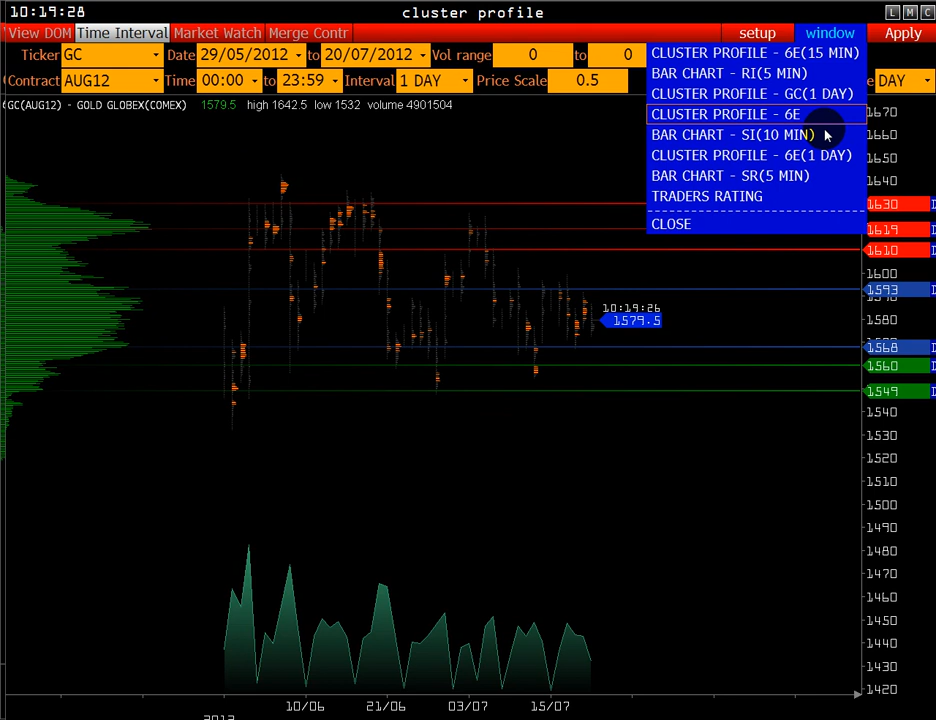 10:19:28 cluster profile L M C
View DOM Time Interval Market Watch Merge Contr setup window Apply
Ticker GC Date 29/05/2012 to 20/07/2012 Vol range 0 to 0
Contract AUG12 Time 00:00 to 23:59 Interval 1 DAY Price Scale 0.5 e DAY
GC(AUG12) - GOLD GLOBEX(COMEX) 1579.5 high 1642.5 low 1532 volume 4901504
CLUSTER PROFILE - 6E(15 MIN)
BAR CHART - RI(5 MIN)
CLUSTER PROFILE - GC(1 DAY)
CLUSTER PROFILE - 6E
BAR CHART - SI(10 MIN)
CLUSTER PROFILE - 6E(1 DAY)
BAR CHART - SR(5 MIN)
TRADERS RATING
CLOSE
1670
1660
1650
1640
1630
1619
1610
1600
1593
10:19:26
1579.5
1580
1568
1560
1549
1540
1530
1520
1510
1500
1490
1480
1470
1460
1450
1440
1430
1420
10/06 21/06 03/07 15/07